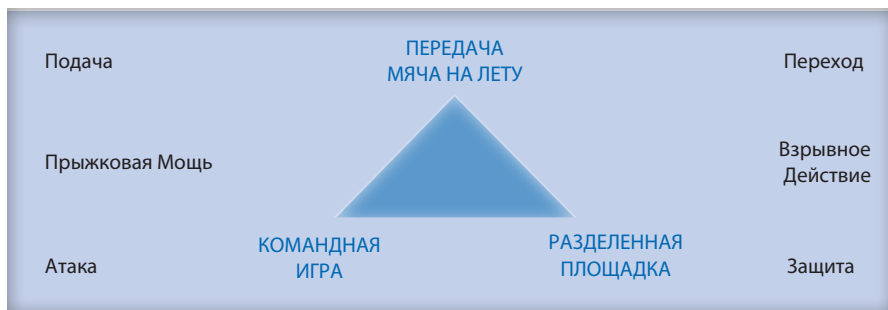 Подача
ПЕРЕДАЧА
МЯЧА НА ЛЕТУ
Переход
Прыжковая Мощь
Взрывное
Действие
Атака
КОМАНДНАЯ
ИГРА
РАЗДЕЛЕННАЯ
ПЛОЩАДКА
Защита